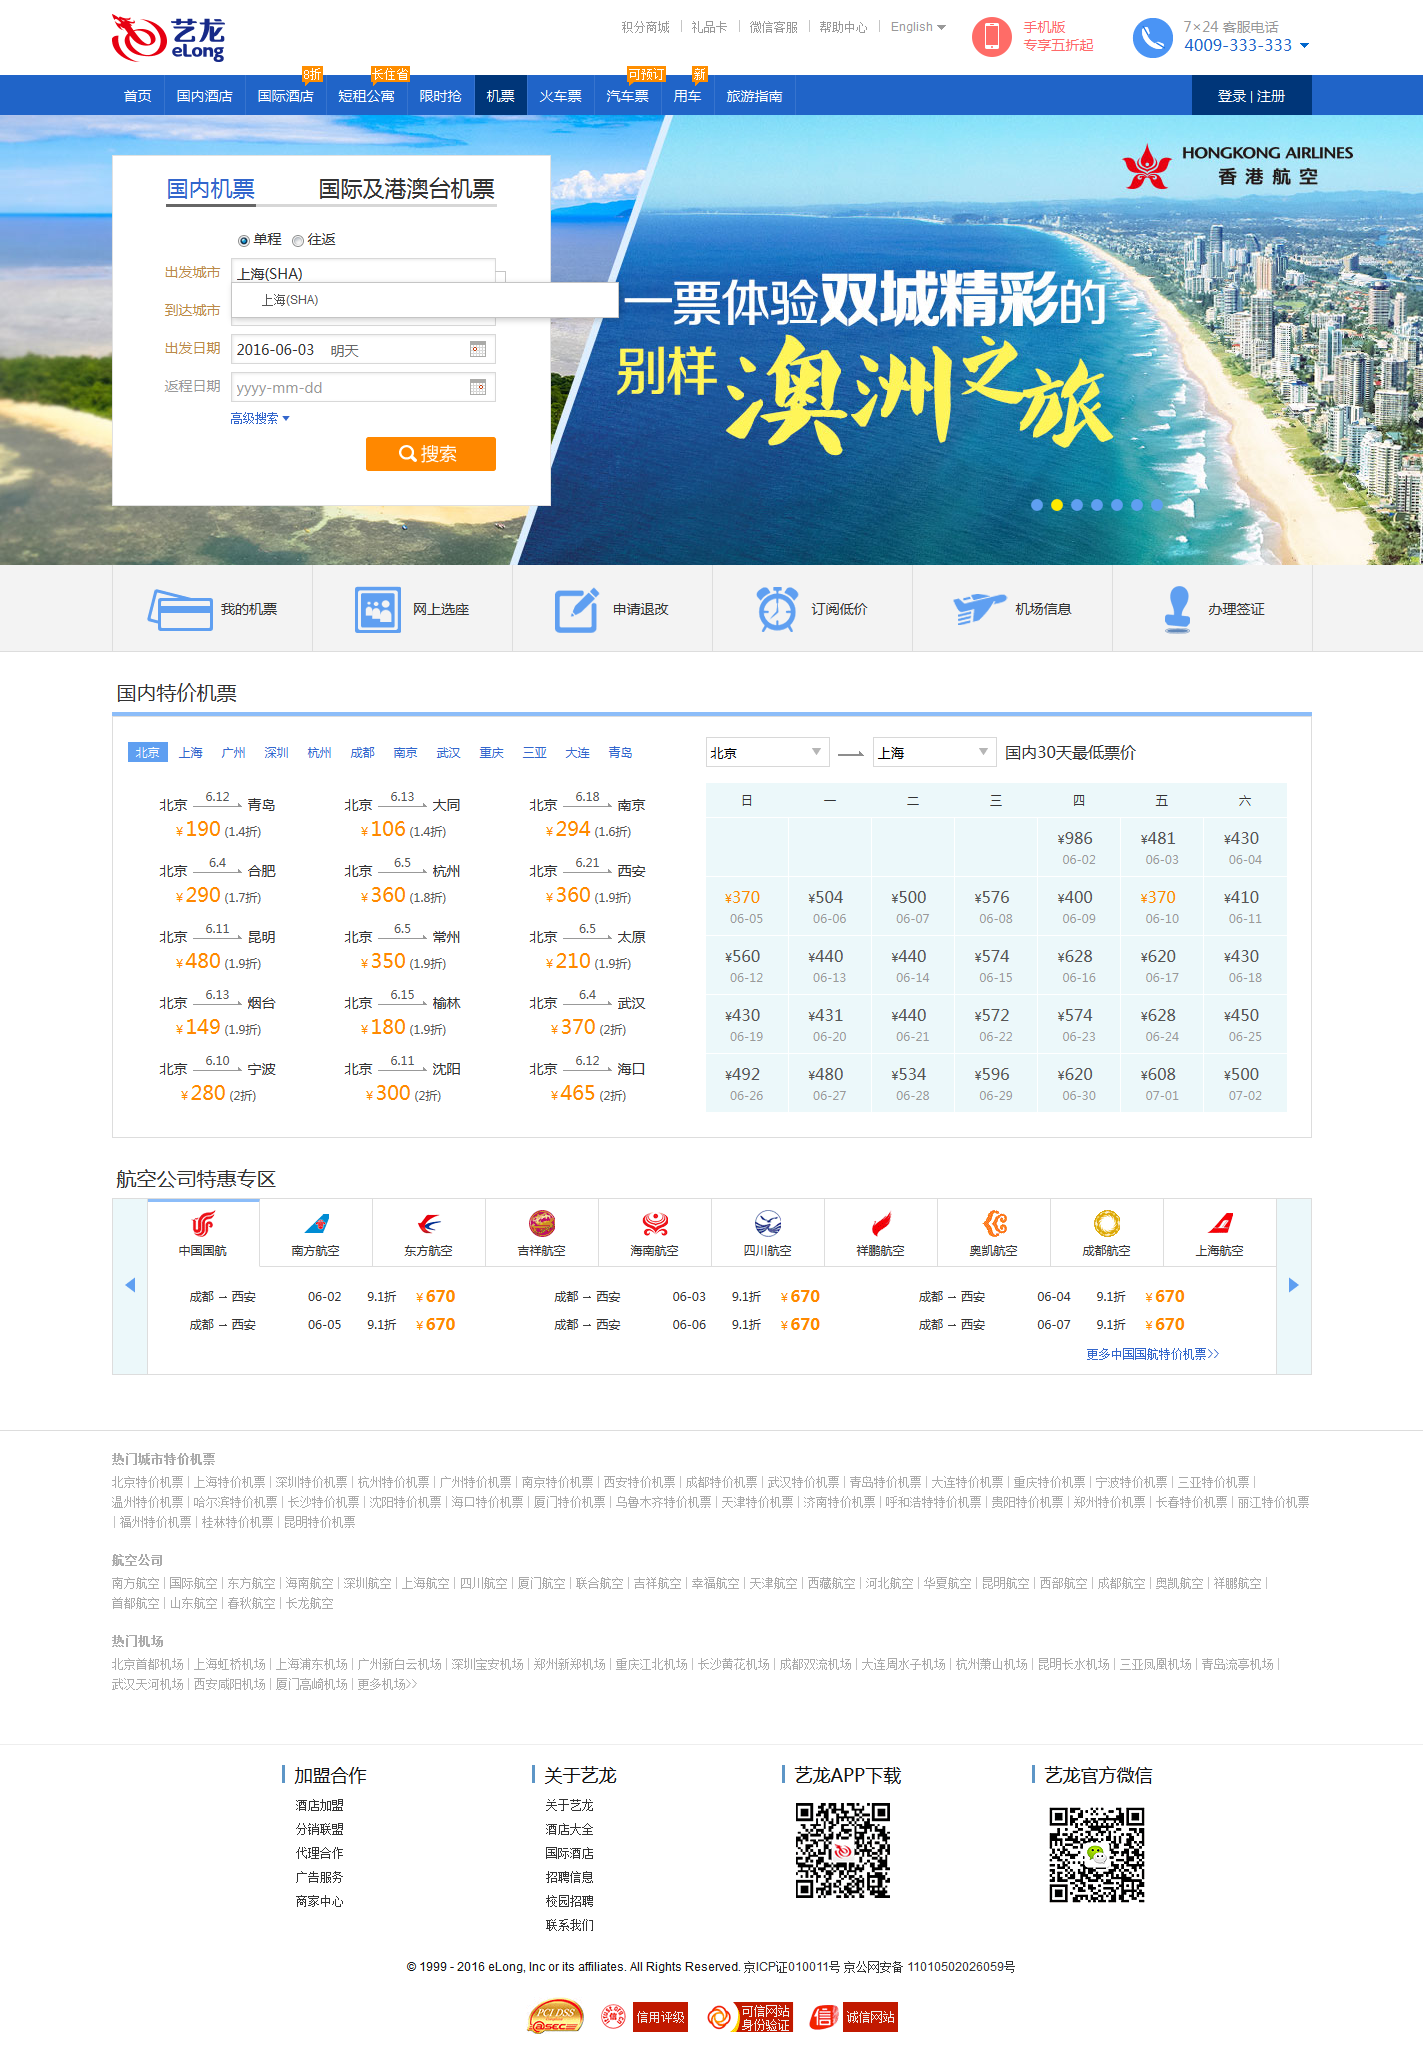 艺龙 eLong
积分商城 | 礼品卡 | 微信客服 | 帮助中心 | English
手机版
专享五折起
7×24 客服电话
4009-333-333
8折 长住省 可预订 新
首页 国内酒店 国际酒店 短租公寓 限时抢 机票 火车票 汽车票 用车 旅游指南 登录 | 注册
HONGKONG AIRLINES
香港航空
国内机票 国际及港澳台机票
单程 往返
出发城市 上海(SHA)
上海(SHA)
到达城市
出发日期 2016-06-03 明天
返程日期 yyyy-mm-dd
高级搜索
搜索
一票体验双城精彩的
别样澳洲之旅
我的机票 网上选座 申请退改 订阅低价 机场信息 办理签证
国内特价机票
北京 上海 广州 深圳 杭州 成都 南京 武汉 重庆 三亚 大连 青岛
北京 6.12 青岛 北京 6.13 大同 北京 6.18 南京
¥190 (1.4折) ¥106 (1.4折) ¥294 (1.6折)
北京 6.4 合肥 北京 6.5 杭州 北京 6.21 西安
¥290 (1.7折) ¥360 (1.8折) ¥360 (1.9折)
北京 6.11 昆明 北京 6.5 常州 北京 6.5 太原
¥480 (1.9折) ¥350 (1.9折) ¥210 (1.9折)
北京 6.13 烟台 北京 6.15 榆林 北京 6.4 武汉
¥149 (1.9折) ¥180 (1.9折) ¥370 (2折)
北京 6.10 宁波 北京 6.11 沈阳 北京 6.12 海口
¥280 (2折) ¥300 (2折) ¥465 (2折)
北京 上海 国内30天最低票价
日 一 二 三 四 五 六
¥986 ¥481 ¥430
06-02 06-03 06-04
¥370 ¥504 ¥500 ¥576 ¥400 ¥370 ¥410
06-05 06-06 06-07 06-08 06-09 06-10 06-11
¥560 ¥440 ¥440 ¥574 ¥628 ¥620 ¥430
06-12 06-13 06-14 06-15 06-16 06-17 06-18
¥430 ¥431 ¥440 ¥572 ¥574 ¥628 ¥450
06-19 06-20 06-21 06-22 06-23 06-24 06-25
¥492 ¥480 ¥534 ¥596 ¥620 ¥608 ¥500
06-26 06-27 06-28 06-29 06-30 07-01 07-02
航空公司特惠专区
中国国航 南方航空 东方航空 吉祥航空 海南航空 四川航空 祥鹏航空 奥凯航空 成都航空 上海航空
成都 – 西安 06-02 9.1折 ¥670 成都 – 西安 06-03 9.1折 ¥670 成都 – 西安 06-04 9.1折 ¥670
成都 – 西安 06-05 9.1折 ¥670 成都 – 西安 06-06 9.1折 ¥670 成都 – 西安 06-07 9.1折 ¥670
更多中国国航特价机票>>
热门城市特价机票
北京特价机票 | 上海特价机票 | 深圳特价机票 | 杭州特价机票 | 广州特价机票 | 南京特价机票 | 西安特价机票 | 成都特价机票 | 武汉特价机票 | 青岛特价机票 | 大连特价机票 | 重庆特价机票 | 宁波特价机票 | 三亚特价机票 |
温州特价机票 | 哈尔滨特价机票 | 长沙特价机票 | 沈阳特价机票 | 海口特价机票 | 厦门特价机票 | 乌鲁木齐特价机票 | 天津特价机票 | 济南特价机票 | 呼和浩特特价机票 | 贵阳特价机票 | 郑州特价机票 | 长春特价机票 | 丽江特价机票
| 福州特价机票 | 桂林特价机票 | 昆明特价机票
航空公司
南方航空 | 国际航空 | 东方航空 | 海南航空 | 深圳航空 | 上海航空 | 四川航空 | 厦门航空 | 联合航空 | 吉祥航空 | 幸福航空 | 天津航空 | 西藏航空 | 河北航空 | 华夏航空 | 昆明航空 | 西部航空 | 成都航空 | 奥凯航空 | 祥鹏航空 |
首都航空 | 山东航空 | 春秋航空 | 长龙航空
热门机场
北京首都机场 | 上海虹桥机场 | 上海浦东机场 | 广州新白云机场 | 深圳宝安机场 | 郑州新郑机场 | 重庆江北机场 | 长沙黄花机场 | 成都双流机场 | 大连周水子机场 | 杭州萧山机场 | 昆明长水机场 | 三亚凤凰机场 | 青岛流亭机场 |
武汉天河机场 | 西安咸阳机场 | 厦门高崎机场 | 更多机场>>
加盟合作
酒店加盟
分销联盟
代理合作
广告服务
商家中心
关于艺龙
关于艺龙
酒店大全
国际酒店
招聘信息
校园招聘
联系我们
艺龙APP下载
艺龙官方微信
© 1999 - 2016 eLong, Inc or its affiliates. All Rights Reserved. 京ICP证010011号 京公网安备 11010502026059号
PCI.DSS
@SEC
信用评级
可信网站
身份验证
信 诚信网站